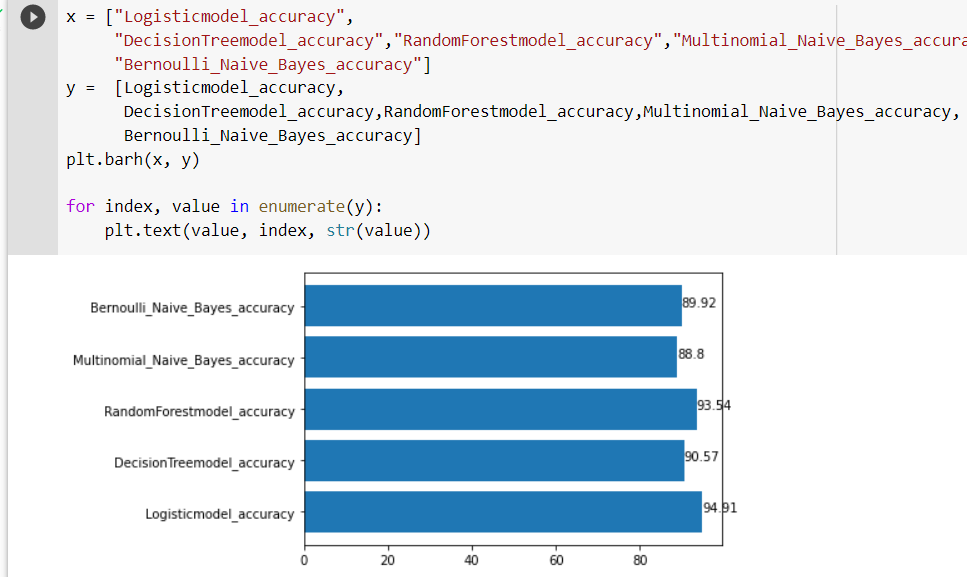 x = ["Logisticmodel_accuracy",
"DecisionTreemodel_accuracy","RandomForestmodel_accuracy","Multinomial_Naive_Bayes_accura
"Bernoulli_Naive_Bayes_accuracy"]
y = [Logisticmodel_accuracy,
DecisionTreemodel_accuracy,RandomForestmodel_accuracy,Multinomial_Naive_Bayes_accuracy,
Bernoulli_Naive_Bayes_accuracy]
plt.barh(x, y)
for index, value in enumerate(y):
plt.text(value, index, str(value))
Bernoulli_Naive_Bayes_accuracy 89.92
Multinomial_Naive_Bayes_accuracy 88.8
RandomForestmodel_accuracy 93.54
DecisionTreemodel_accuracy 90.57
Logisticmodel_accuracy 94.91
0 20 40 60 80